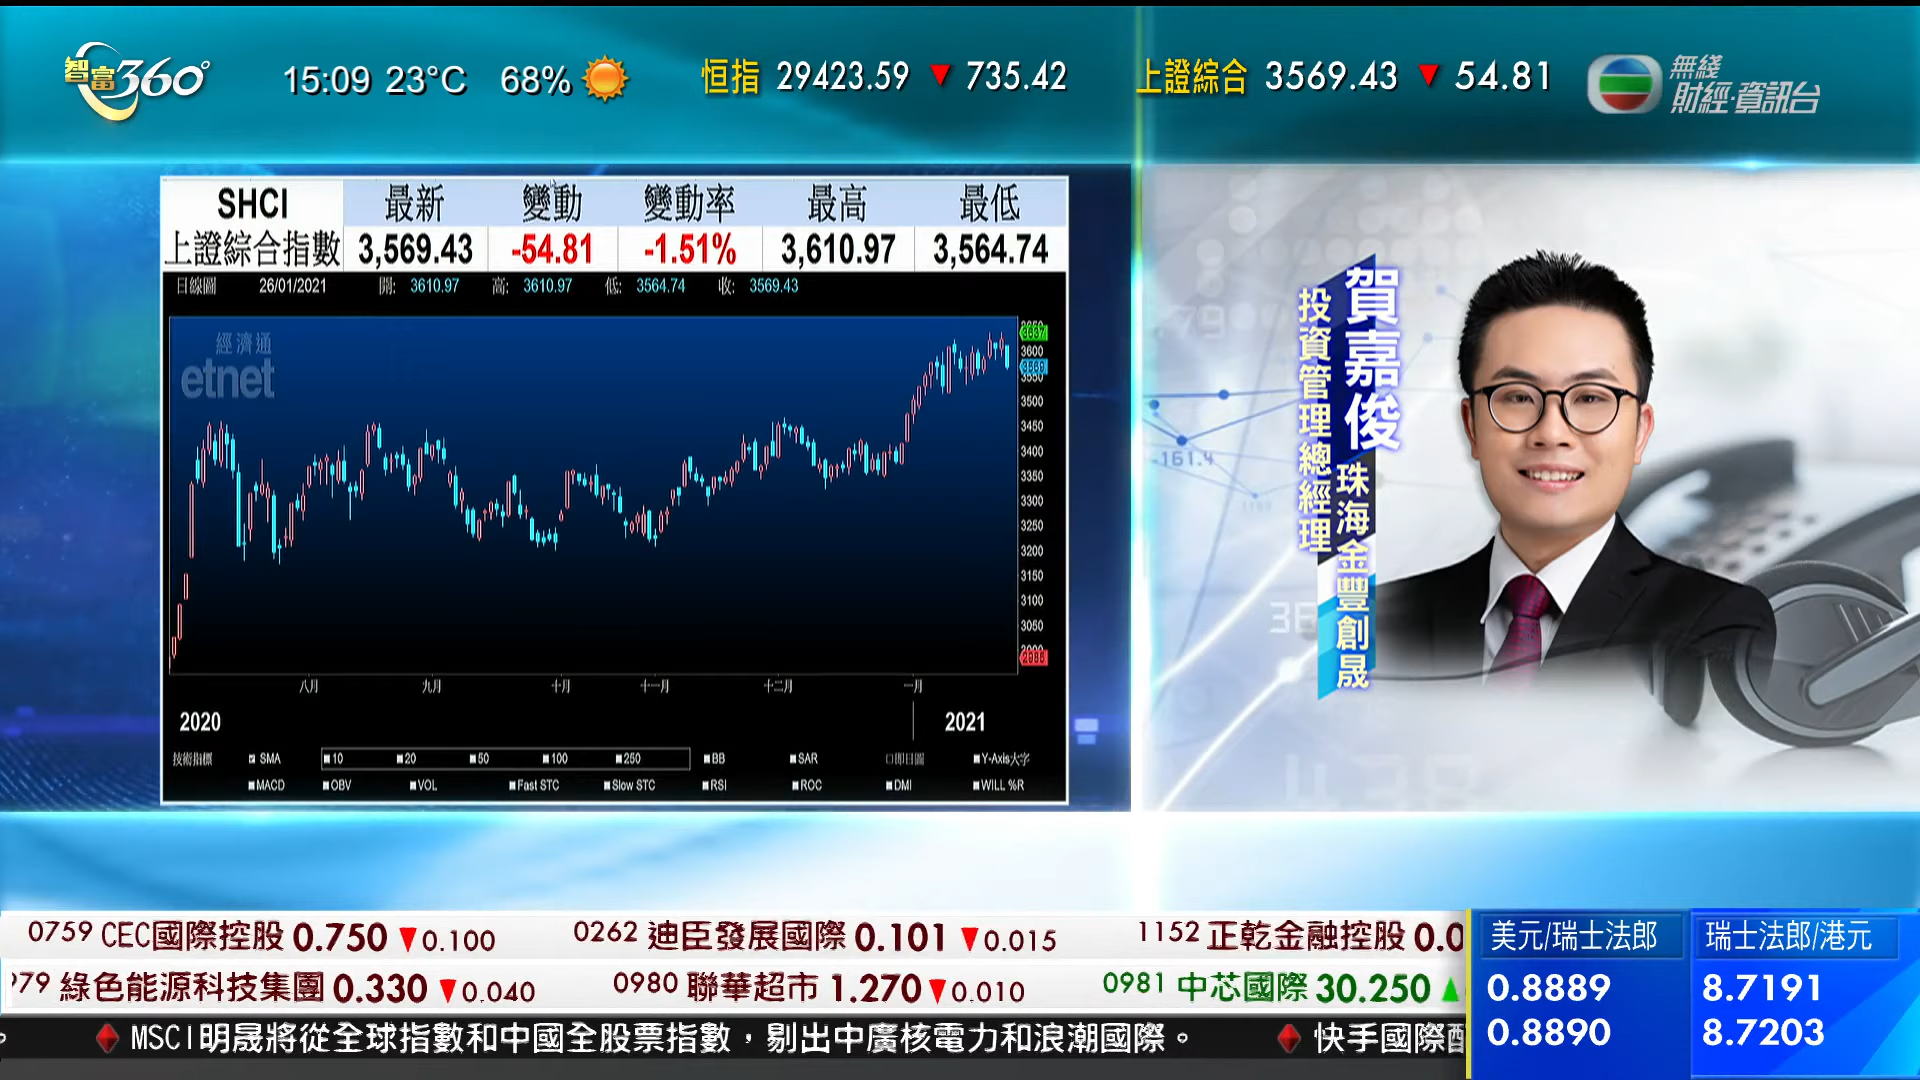 智富360°
15:09 23°C 68%
恒指 29423.59 ▼ 735.42
上證綜合 3569.43 ▼ 54.81
無綫
財經·資訊台
SHCI 最新 變動 變動率 最高 最低
上證綜合指數 3,569.43 -54.81 -1.51% 3,610.97 3,564.74
日線圖 26/01/2021 開: 3610.97 高: 3610.97 低: 3564.74 收: 3569.43
經濟通
etnet
3600
3550
3500
3450
3400
3350
3300
3250
3200
3150
3100
3050
2986
八月 九月 十月 十一月 十二月 一月
2020 2021
技術指標 SMA 10 20 50 100 250 BB SAR 即日圖 Y-Axis大字
MACD OBV VOL Fast STC Slow STC RSI ROC DMI WILL %R
賀嘉俊
珠海金豐創晟
投資管理總經理
-161.4
0759 CEC國際控股 0.750 ▼0.100 0262 迪臣發展國際 0.101 ▼0.015 1152 正乾金融控股 0.0
979 綠色能源科技集團 0.330 ▼0.040 0980 聯華超市 1.270 ▼0.010 0981 中芯國際 30.250 ▲
MSCI明晟將從全球指數和中國全股票指數，剔出中廣核電力和浪潮國際。 快手國際配
美元/瑞士法郎
0.8889
0.8890
瑞士法郎/港元
8.7191
8.7203